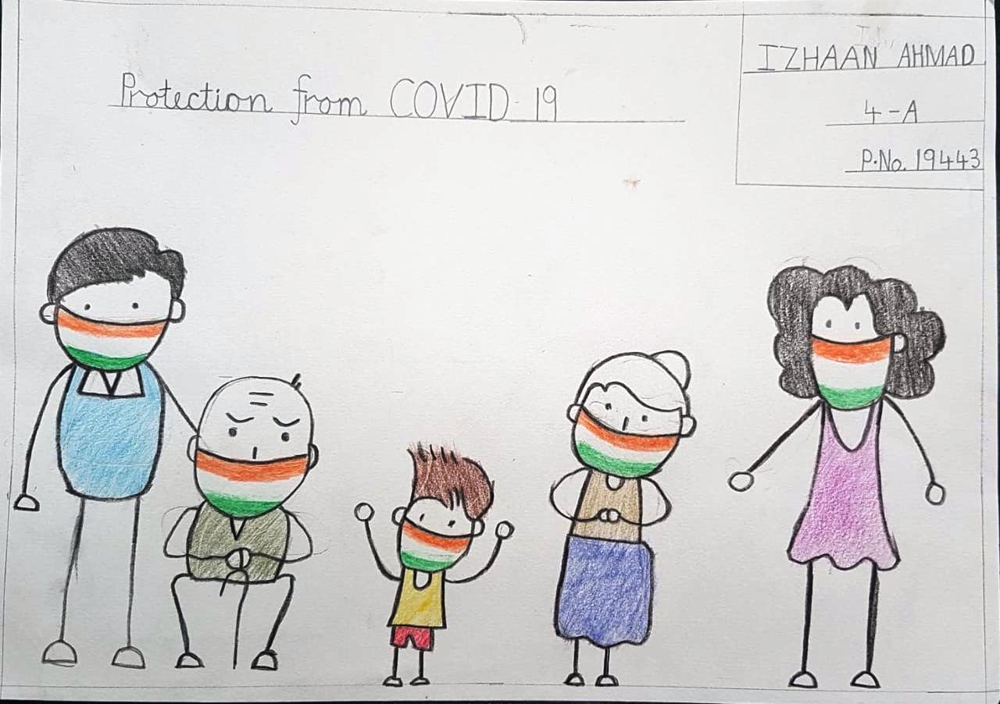 Protection from COVID-19
IZHAAN AHMAD
4-A
P.No. 19443